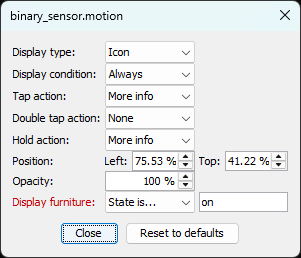 binary_sensor.motion
Display type: Icon
Display condition: Always
Tap action: More info
Double tap action: None
Hold action: More info
Position: Left: 75.53 % Top: 41.22 %
Opacity: 100 %
Display furniture: State is... on
Close Reset to defaults